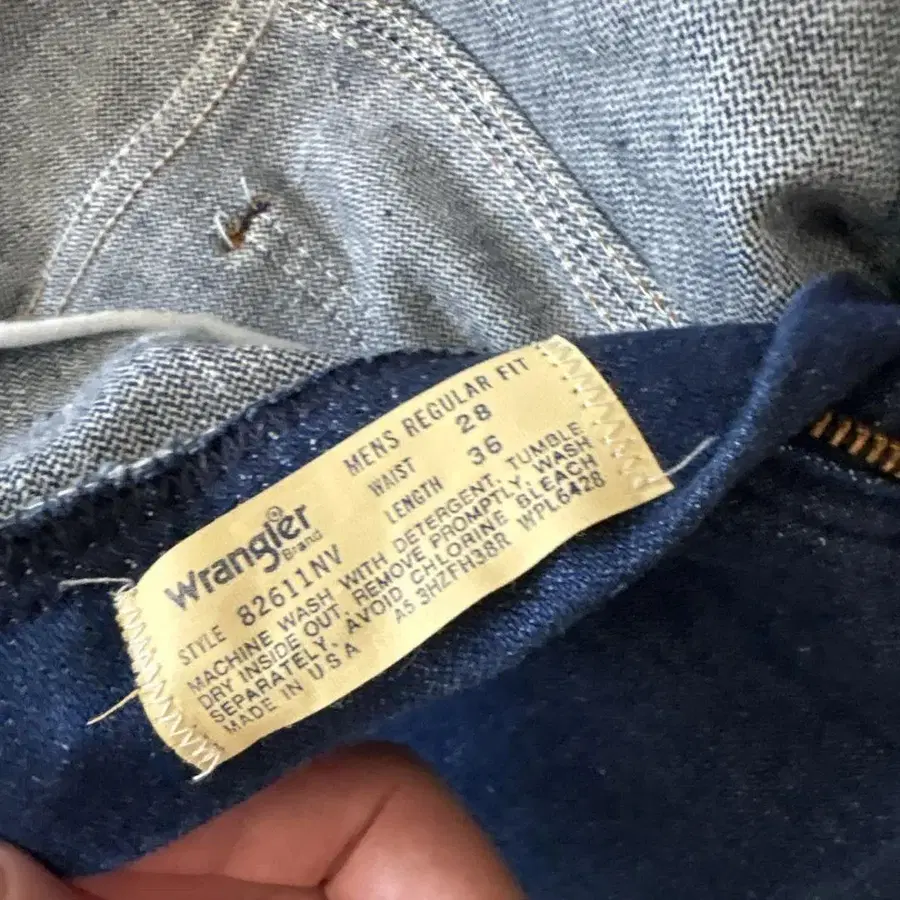 Wrangler®
Brand
STYLE 82611NV
MENS REGULAR FIT
WAIST 28
LENGTH 36
MACHINE WASH WITH DETERGENT, TUMBLE
DRY INSIDE OUT, REMOVE PROMPTLY, WASH
SEPARATELY, AVOID CHLORINE BLEACH
MADE IN U S A A5 3HZFH38R WPL6428